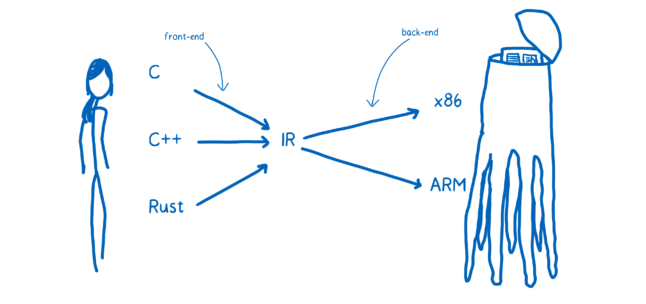 front-end
back-end
C
x86
C++
IR
Rust
ARM